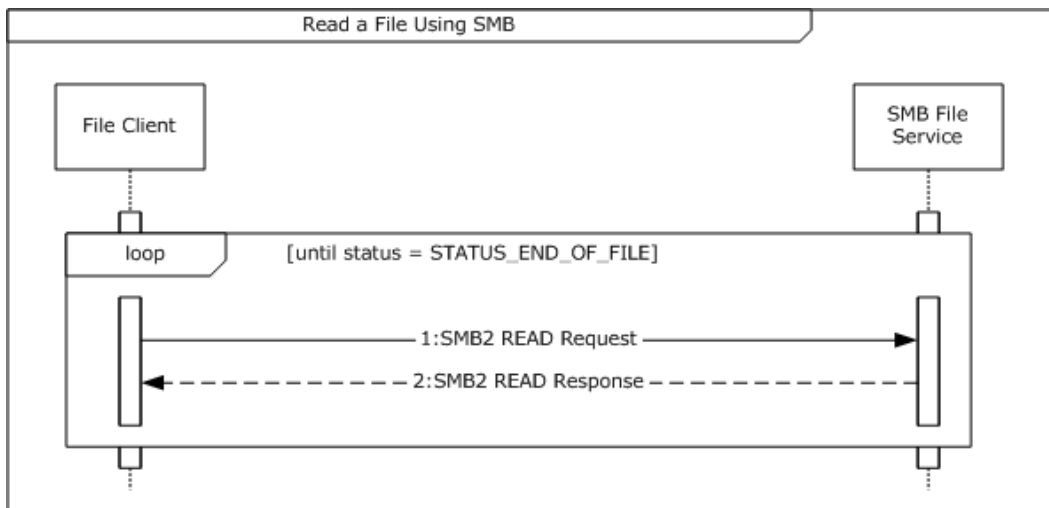 Read a File Using SMB
File Client
SMB File
Service
loop
[until status = STATUS_END_OF_FILE]
1:SMB2 READ Request
2:SMB2 READ Response